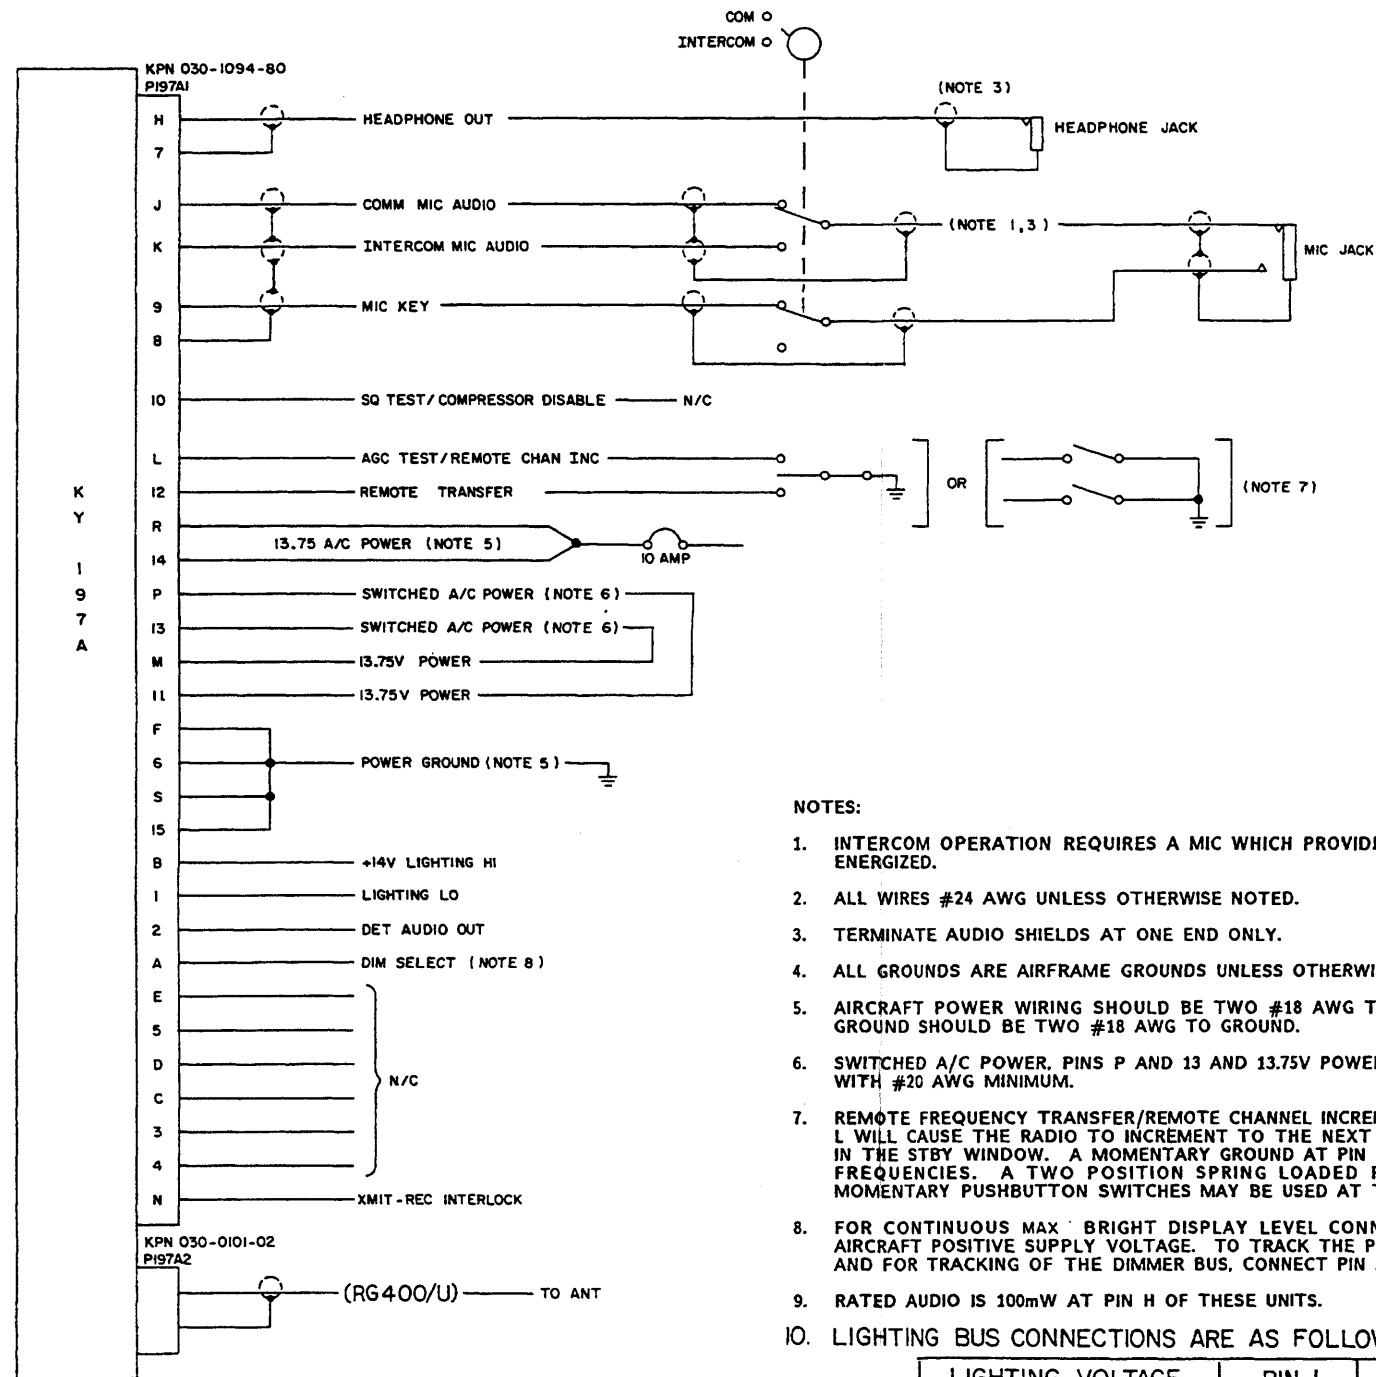 COM
INTERCOM
KPN 030-1094-80
P197A1
H
HEADPHONE OUT
(NOTE 3)
HEADPHONE JACK
7
J
COMM MIC AUDIO
(NOTE 1,3)
K
INTERCOM MIC AUDIO
MIC JACK
9
MIC KEY
8
10
SQ TEST/COMPRESSOR DISABLE
N/C
L
AGC TEST/REMOTE CHAN INC
OR
(NOTE 7)
12
REMOTE TRANSFER
R
13.75 A/C POWER (NOTE 5)
10 AMP
14
P
SWITCHED A/C POWER (NOTE 6)
13
SWITCHED A/C POWER (NOTE 6)
M
13.75V POWER
11
13.75V POWER
F
6
POWER GROUND (NOTE 5)
S
15
B
+14V LIGHTING HI
1
LIGHTING LO
2
DET AUDIO OUT
A
DIM SELECT (NOTE 8)
E
5
D
N/C
C
3
4
N
XMIT-REC INTERLOCK
K
Y
1
9
7
A
KPN 030-0101-02
P197A2
(RG400/U)
TO ANT
NOTES:
1. INTERCOM OPERATION REQUIRES A MIC WHICH PROVID
ENERGIZED.
2. ALL WIRES #24 AWG UNLESS OTHERWISE NOTED.
3. TERMINATE AUDIO SHIELDS AT ONE END ONLY.
4. ALL GROUNDS ARE AIRFRAME GROUNDS UNLESS OTHERWI
5. AIRCRAFT POWER WIRING SHOULD BE TWO #18 AWG T
GROUND SHOULD BE TWO #18 AWG TO GROUND.
6. SWITCHED A/C POWER, PINS P AND 13 AND 13.75V POWER
WITH #20 AWG MINIMUM.
7. REMOTE FREQUENCY TRANSFER/REMOTE CHANNEL INCREM
L WILL CAUSE THE RADIO TO INCREMENT TO THE NEXT
IN THE STBY WINDOW. A MOMENTARY GROUND AT PIN
FREQUENCIES. A TWO POSITION SPRING LOADED
MOMENTARY PUSHBUTTON SWITCHES MAY BE USED AT
8. FOR CONTINUOUS MAX BRIGHT DISPLAY LEVEL CONN
AIRCRAFT POSITIVE SUPPLY VOLTAGE. TO TRACK THE P
AND FOR TRACKING OF THE DIMMER BUS, CONNECT PIN
9. RATED AUDIO IS 100mW AT PIN H OF THESE UNITS.
10. LIGHTING BUS CONNECTIONS ARE AS FOLLO
LIGHTING VOLTAGE
PIN 1